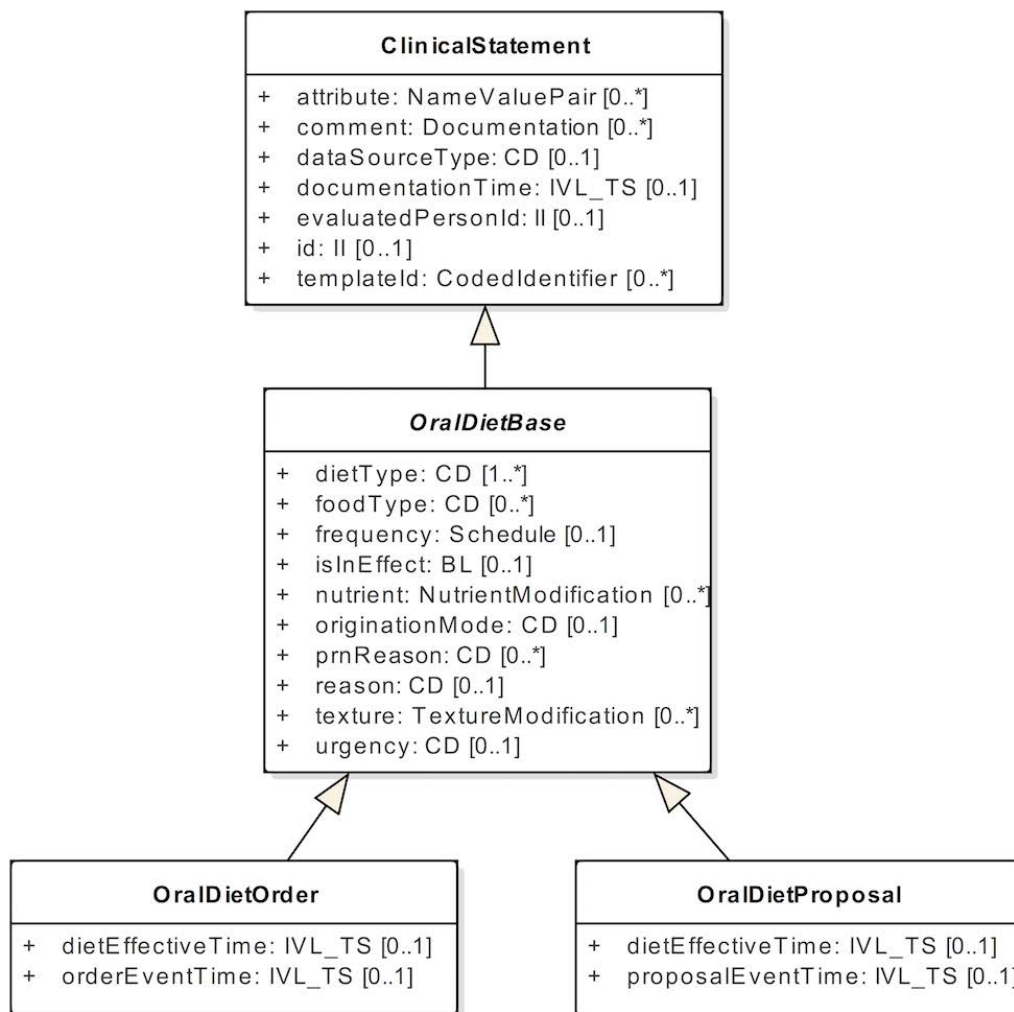 ClinicalStatement
+ attribute: NameValuePair [0..*]
+ comment: Documentation [0..*]
+ dataSourceType: CD [0..1]
+ documentationTime: IVL_TS [0..1]
+ evaluatedPersonId: II [0..1]
+ id: II [0..1]
+ templateId: CodedIdentifier [0..*]
OralDietBase
+ dietType: CD [1..*]
+ foodType: CD [0..*]
+ frequency: Schedule [0..1]
+ isInEffect: BL [0..1]
+ nutrient: NutrientModification [0..*]
+ originationMode: CD [0..1]
+ prnReason: CD [0..*]
+ reason: CD [0..1]
+ texture: TextureModification [0..*]
+ urgency: CD [0..1]
OralDietOrder
+ dietEffectiveTime: IVL_TS [0..1]
+ orderEventTime: IVL_TS [0..1]
OralDietProposal
+ dietEffectiveTime: IVL_TS [0..1]
+ proposalEventTime: IVL_TS [0..1]